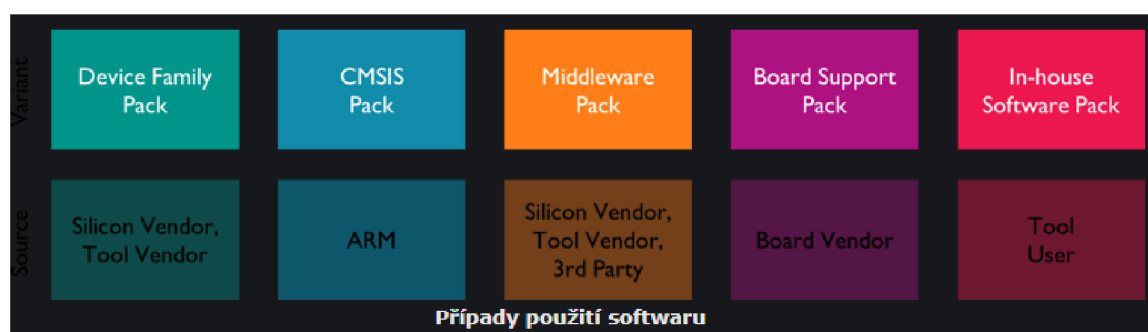 Variant
Device Family
Pack
CMSIS
Pack
Middleware
Pack
Board Support
Pack
In-house
Software Pack
Source
Silicon Vendor,
Tool Vendor
ARM
Silicon Vendor,
Tool Vendor,
3rd Party
Board Vendor
Tool
User
Případy použití softwaru